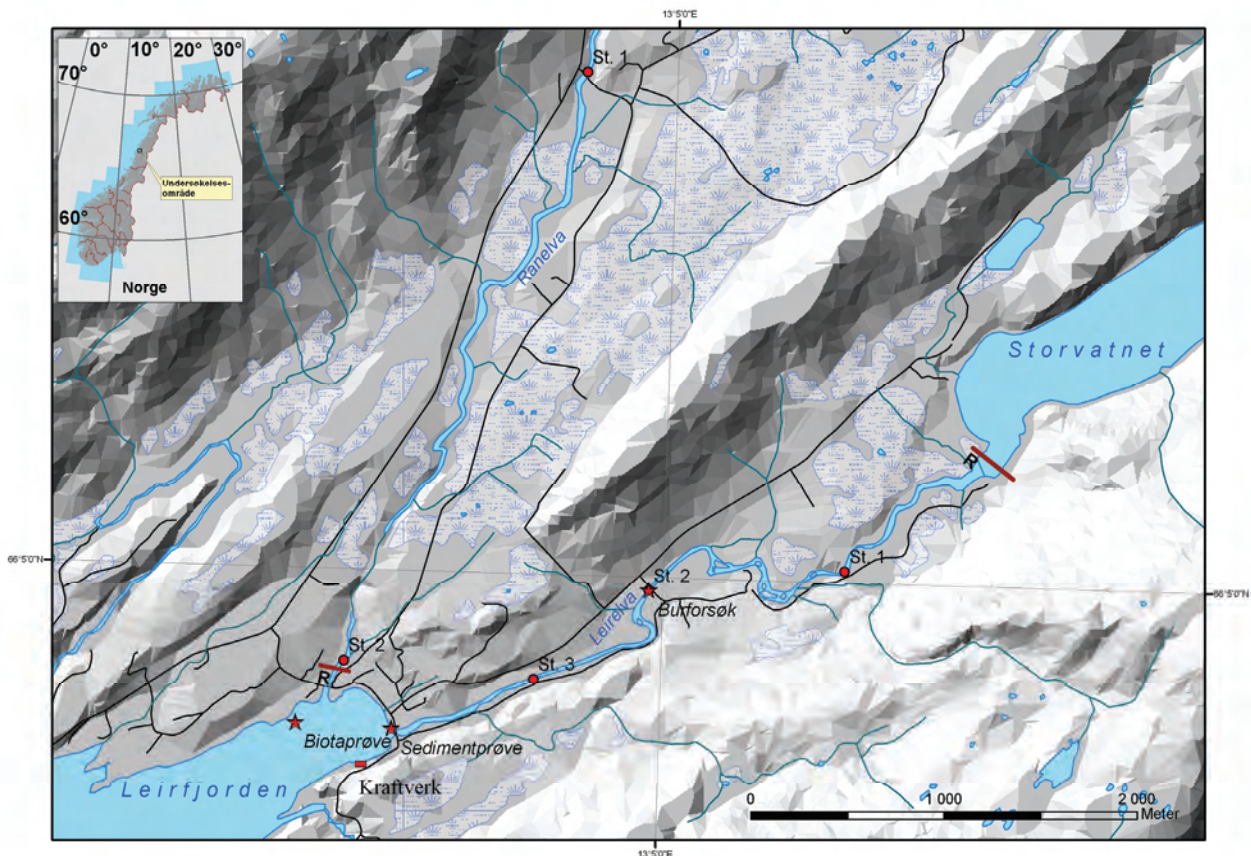 13°5'0"E
0° 10° 20° 30°
70°
60°
Undersøkelses-
område
Norge
St. 1
Ranelva
Storvatnet
R
66°5'0"N
St. 1
St. 2
Burforsøk
66°5'0"N
Leirelva
St. 2
St. 3
R
Biotaprøve
Sedimentprøve
Kraftverk
Leirfjorden
0 1 000 2 000
Meter
13°5'0"E